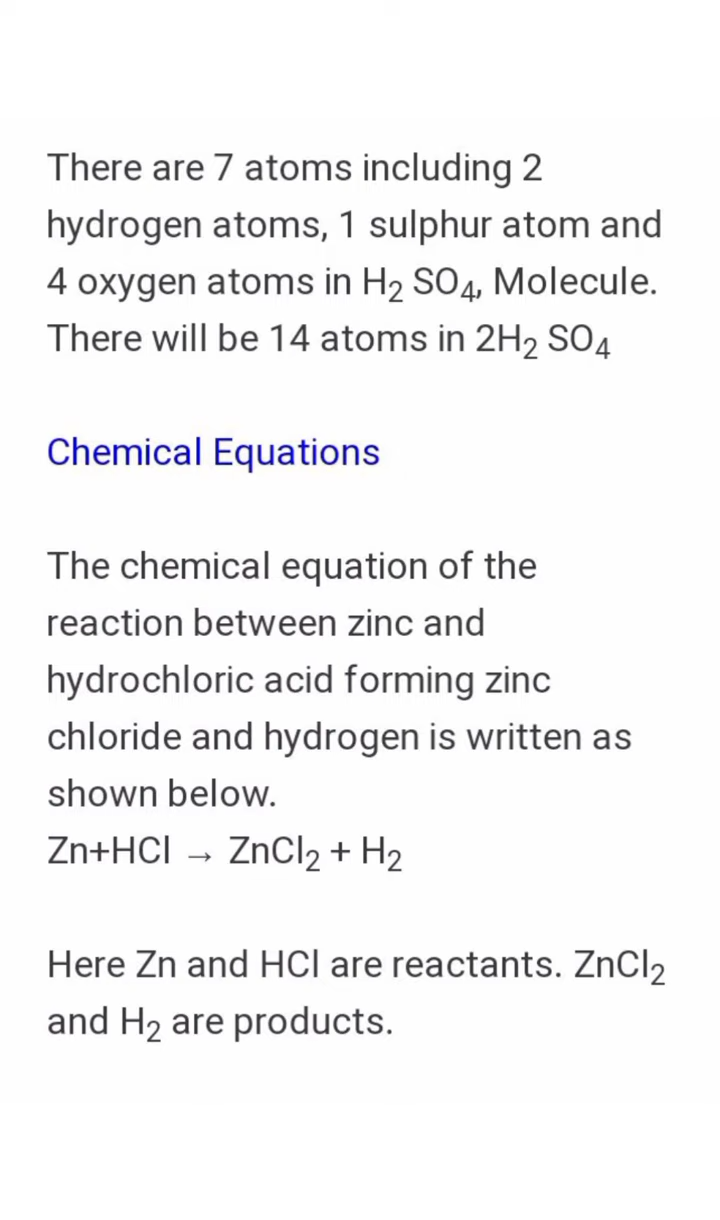 There are 7 atoms including 2
hydrogen atoms, 1 sulphur atom and
4 oxygen atoms in H₂ SO₄, Molecule.
There will be 14 atoms in 2H₂ SO₄
Chemical Equations
The chemical equation of the
reaction between zinc and
hydrochloric acid forming zinc
chloride and hydrogen is written as
shown below.
Zn+HCl → ZnCl₂ + H₂
Here Zn and HCl are reactants. ZnCl₂
and H₂ are products.